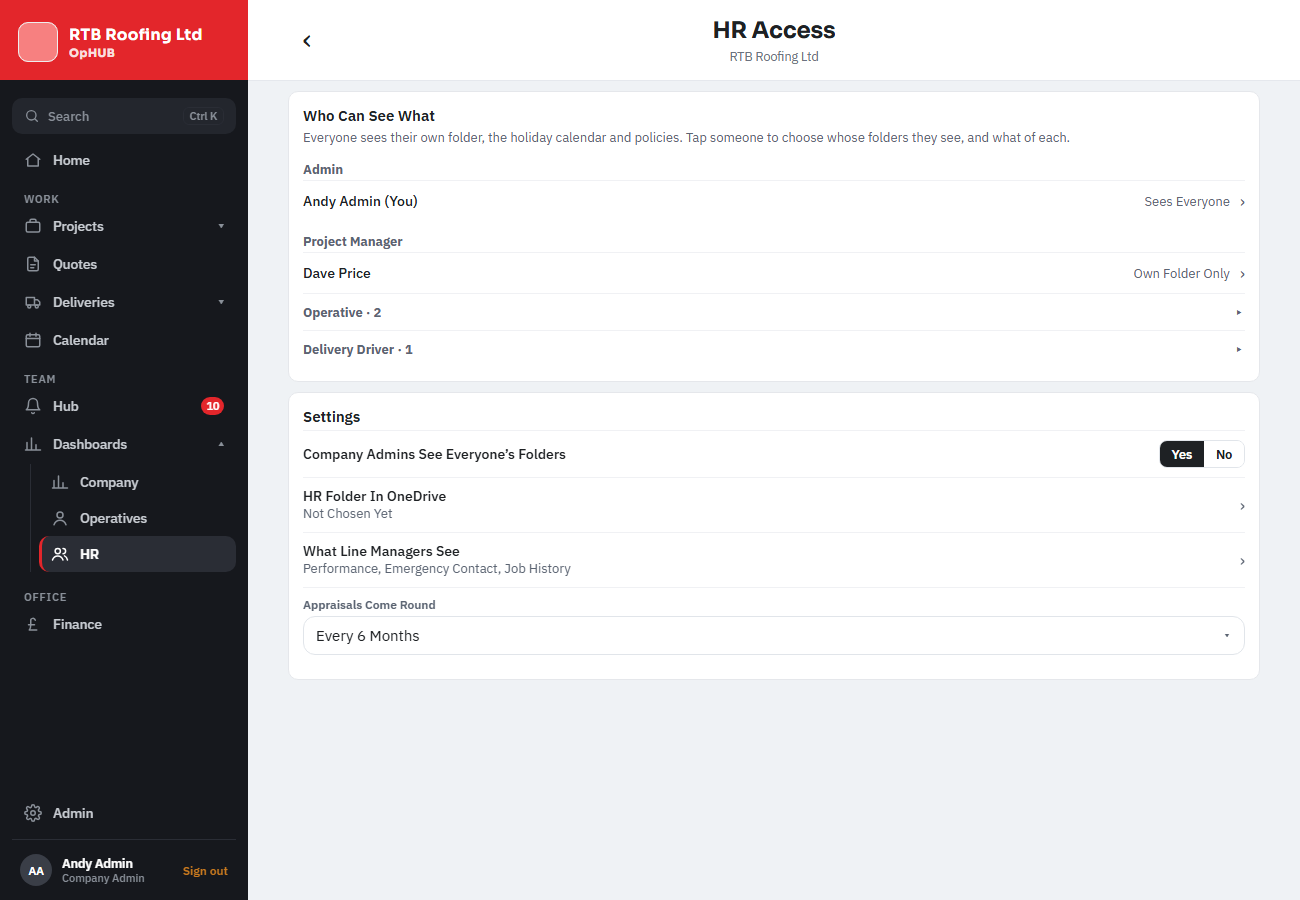 RTB Roofing Ltd
OpHUB
Search
Ctrl K
Home
WORK
Projects
Quotes
Deliveries
Calendar
TEAM
Hub
10
Dashboards
Company
Operatives
HR
OFFICE
Finance
Admin
AA
Andy Admin
Company Admin
Sign out
HR Access
RTB Roofing Ltd
Who Can See What
Everyone sees their own folder, the holiday calendar and policies. Tap someone to choose whose folders they see, and what of each.
Admin
Andy Admin (You)
Sees Everyone
Project Manager
Dave Price
Own Folder Only
Operative · 2
Delivery Driver · 1
Settings
Company Admins See Everyone’s Folders
Yes
No
HR Folder In OneDrive
Not Chosen Yet
What Line Managers See
Performance, Emergency Contact, Job History
Appraisals Come Round
Every 6 Months